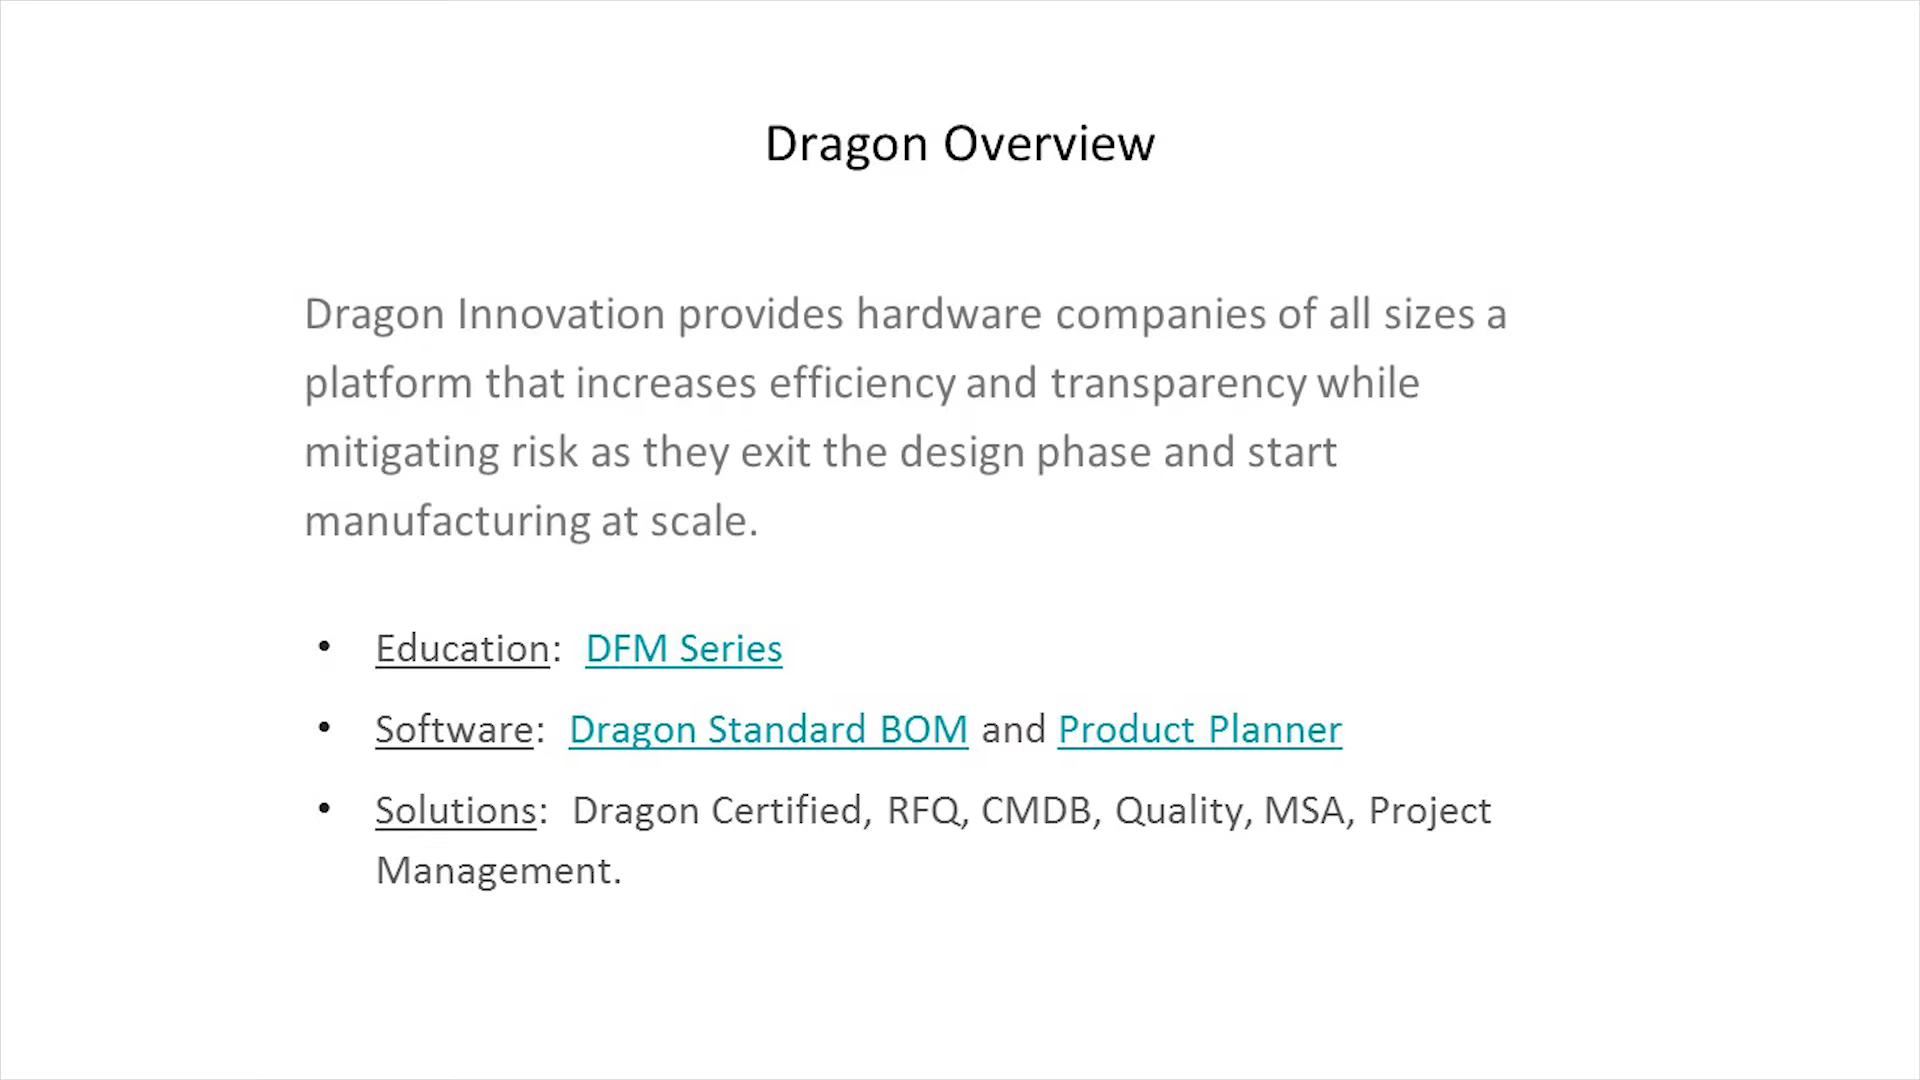 Dragon Overview
Dragon Innovation provides hardware companies of all sizes a
platform that increases efficiency and transparency while
mitigating risk as they exit the design phase and start
manufacturing at scale.
• Education: DFM Series
• Software: Dragon Standard BOM and Product Planner
• Solutions: Dragon Certified, RFQ, CMDB, Quality, MSA, Project
Management.